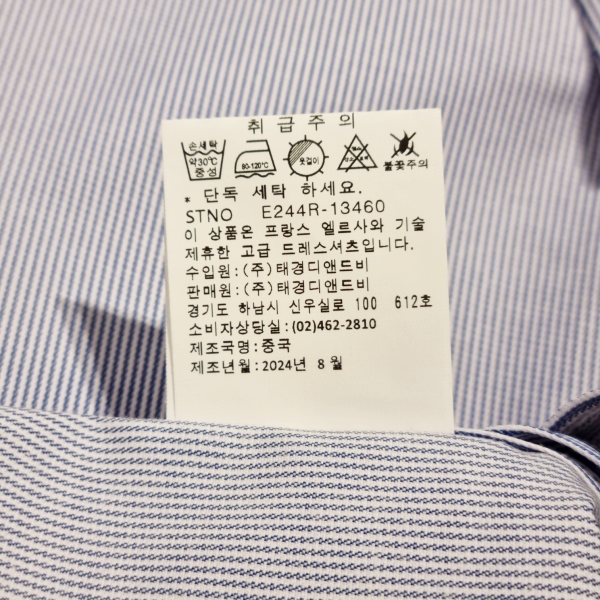 취급주의
손세탁
약30℃
중성
80-120℃
옷걸이
염소
불꽃주의
* 단독 세탁 하세요.
STNO E244R-13460
이 상품은 프랑스 엘르사와 기술
제휴한 고급 드레스셔츠입니다.
수입원:(주)태경디앤드비
판매원:(주)태경디앤드비
경기도 하남시 신우실로 100 612호
소비자상당실:(02)462-2810
제조국명:중국
제조년월:2024년 8월